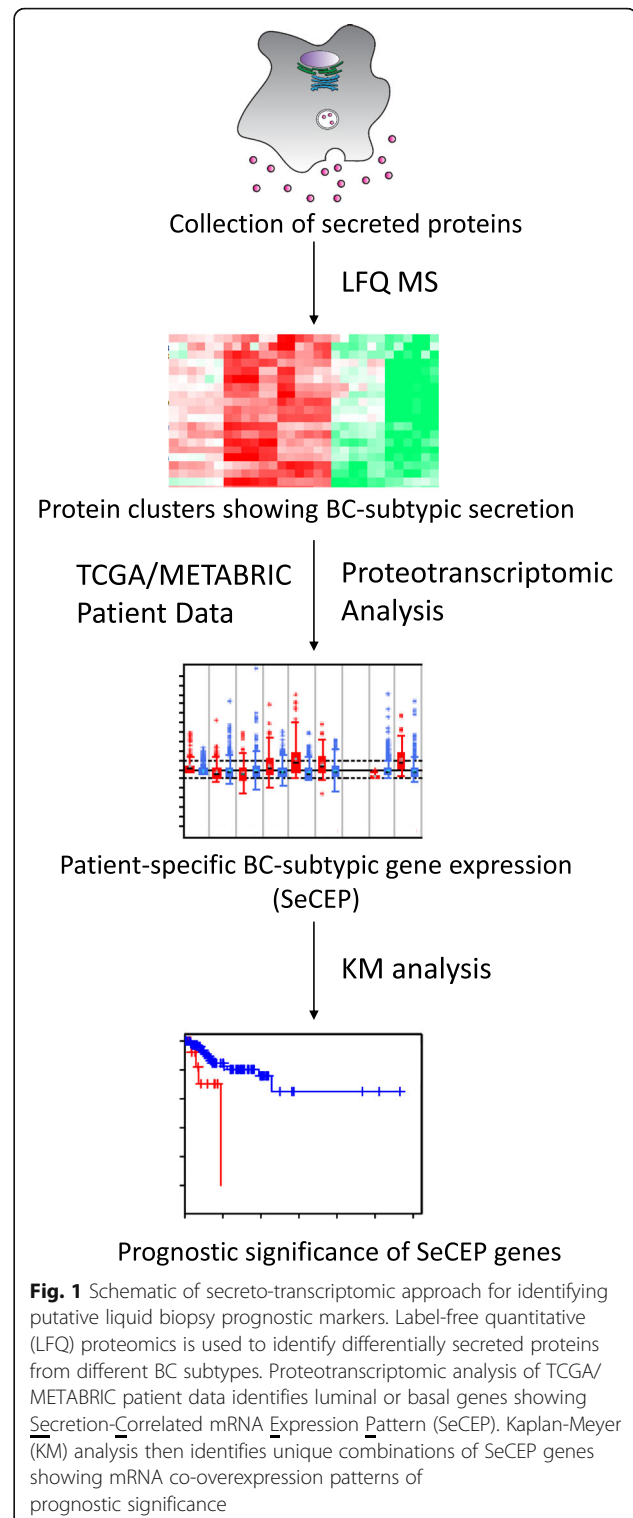 Collection of secreted proteins
LFQ MS
Protein clusters showing BC-subtypic secretion
TCGA/METABRIC
Patient Data
Proteotranscriptomic
Analysis
Patient-specific BC-subtypic gene expression
(SeCEP)
KM analysis
Prognostic significance of SeCEP genes
Fig. 1 Schematic of secreto-transcriptomic approach for identifying
putative liquid biopsy prognostic markers. Label-free quantitative
(LFQ) proteomics is used to identify differentially secreted proteins
from different BC subtypes. Proteotranscriptomic analysis of TCGA/
METABRIC patient data identifies luminal or basal genes showing
Secretion-Correlated mRNA Expression Pattern (SeCEP). Kaplan-Meyer
(KM) analysis then identifies unique combinations of SeCEP genes
showing mRNA co-overexpression patterns of
prognostic significance